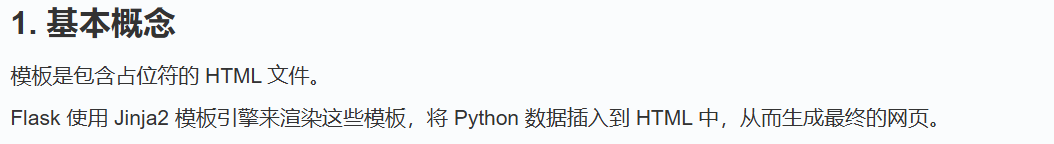 1. 基本概念
模板是包含占位符的 HTML 文件。
Flask 使用 Jinja2 模板引擎来渲染这些模板，将 Python 数据插入到 HTML 中，从而生成最终的网页。